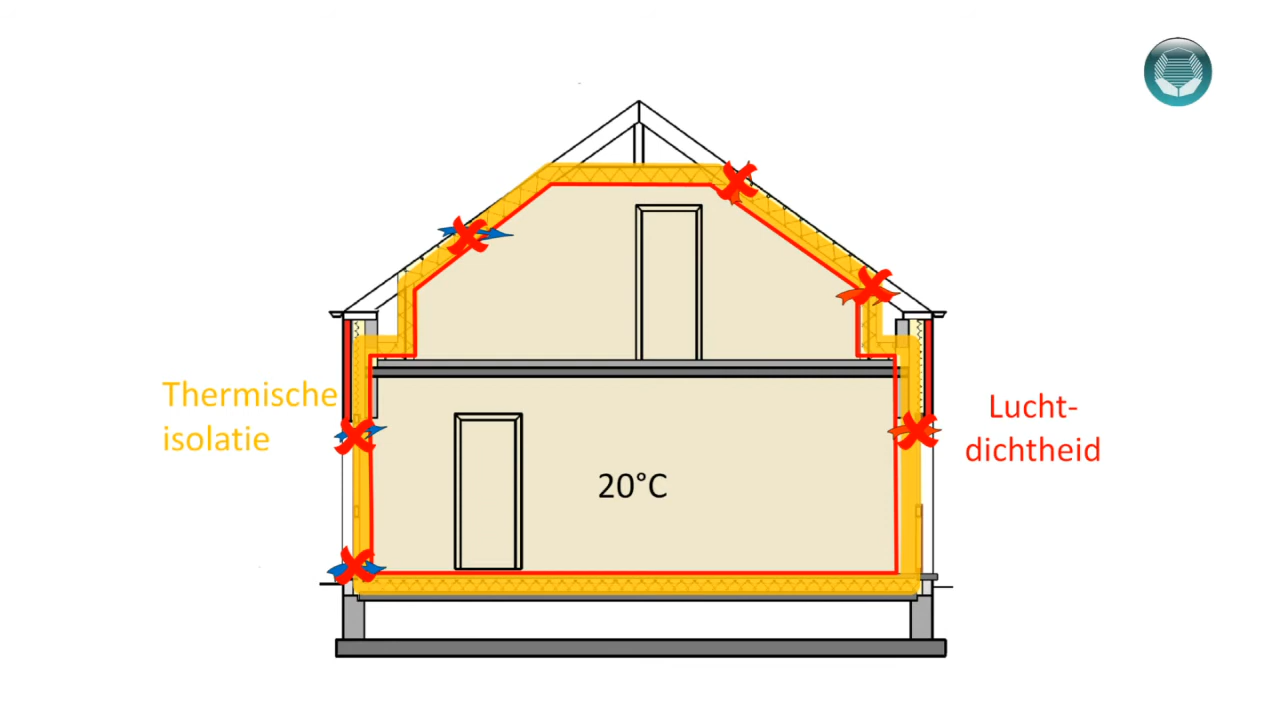 Thermische
isolatie
20°C
Lucht-
dichtheid